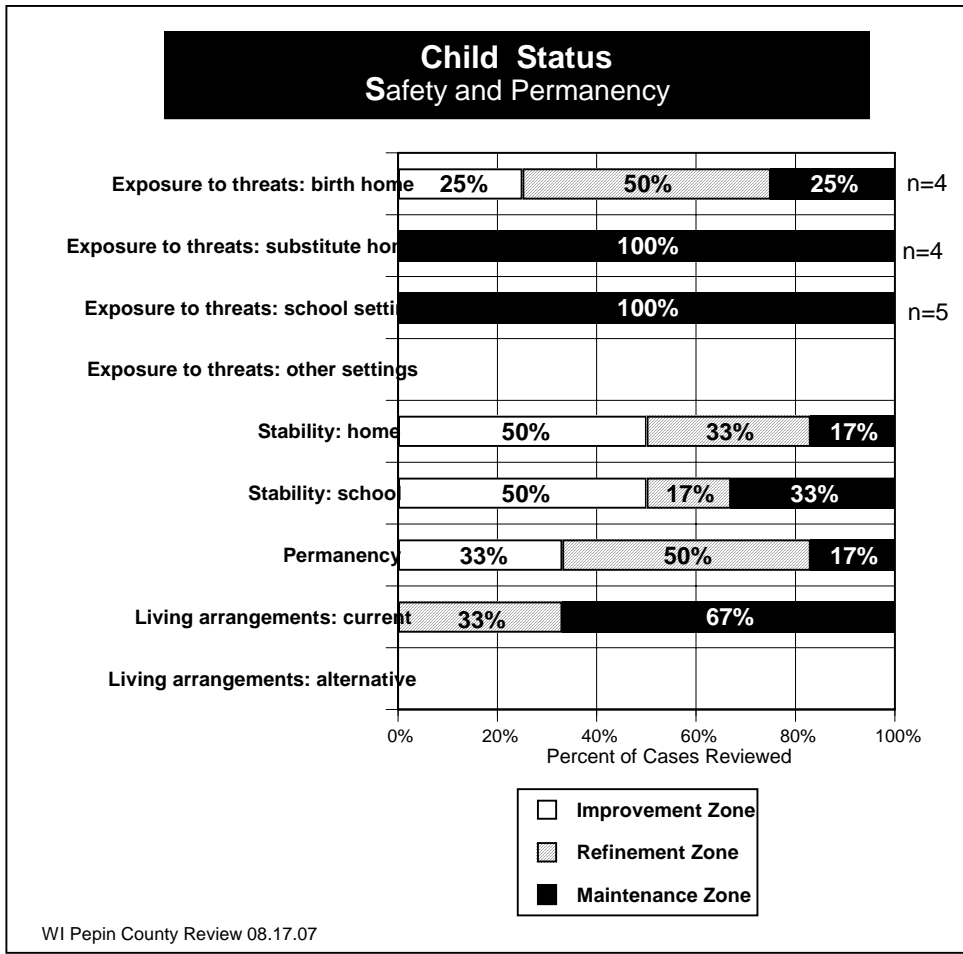 Child Status
Safety and Permanency
Exposure to threats: birth home 25% 50% 25% n=4
Exposure to threats: substitute hom 100% n=4
Exposure to threats: school settin 100% n=5
Exposure to threats: other settings
Stability: home 50% 33% 17%
Stability: school 50% 17% 33%
Permanency 33% 50% 17%
Living arrangements: current 33% 67%
Living arrangements: alternative
0% 20% 40% 60% 80% 100%
Percent of Cases Reviewed
Improvement Zone
Refinement Zone
Maintenance Zone
WI Pepin County Review 08.17.07